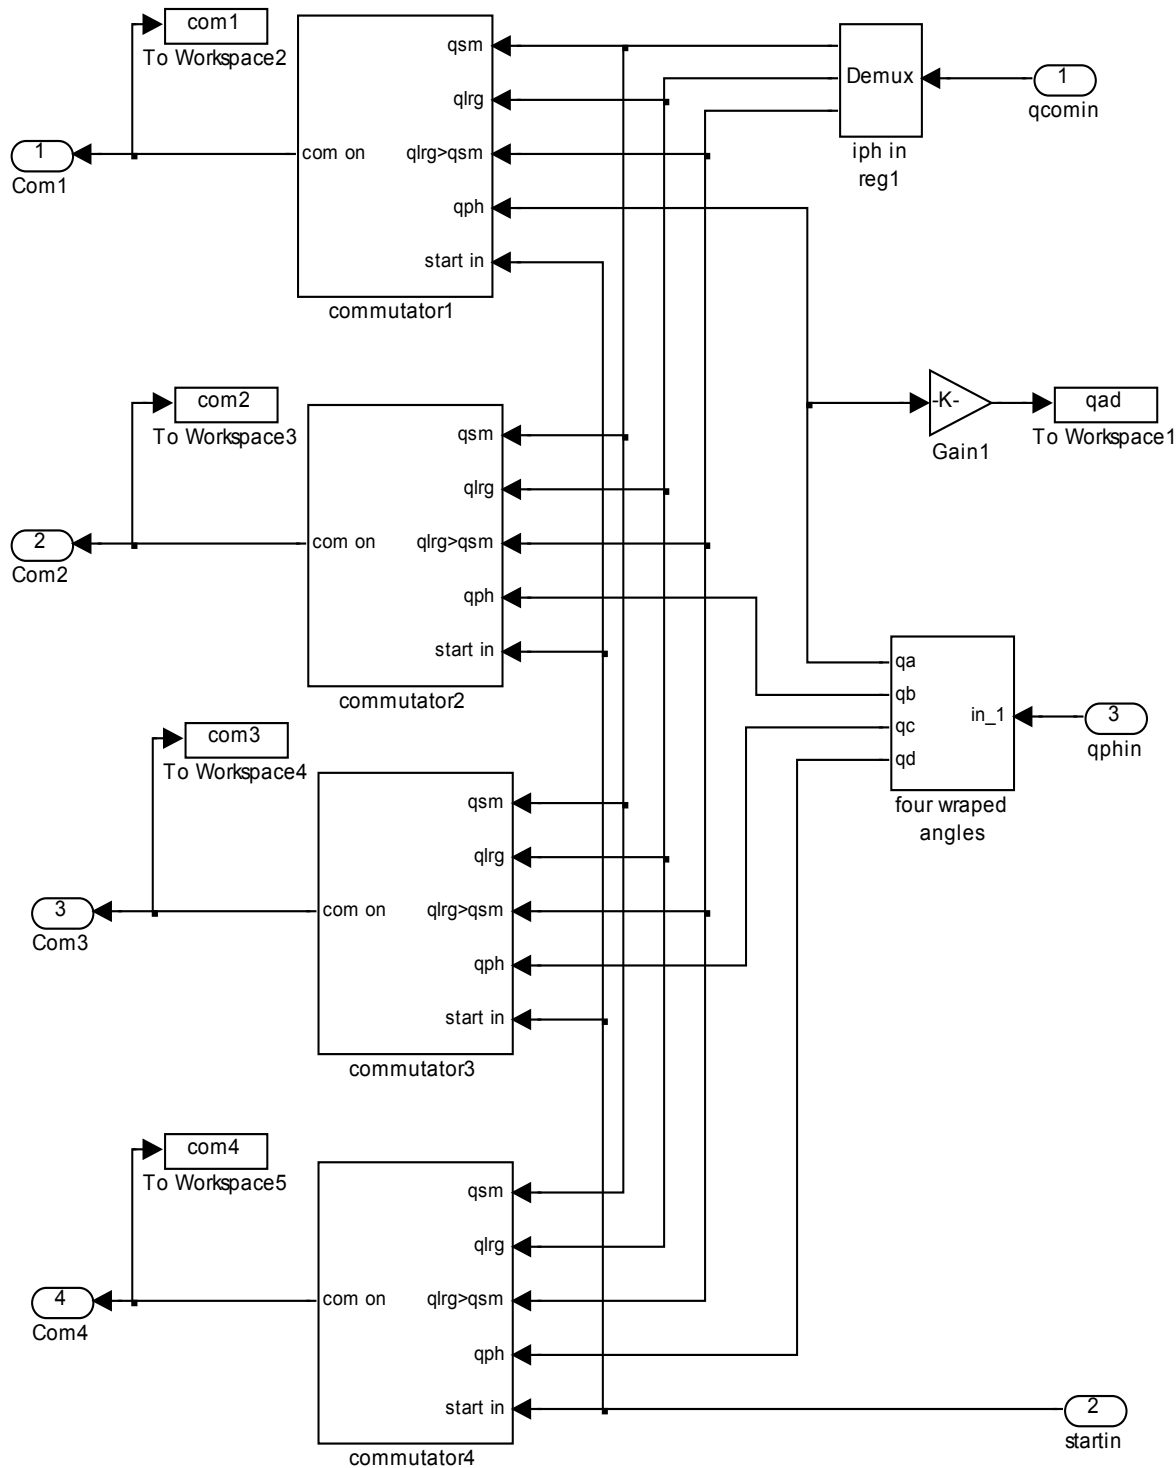 com1
To Workspace2
1
Com1
com on
qsm
qlrg
qlrg>qsm
qph
start in
commutator1
Demux
iph in
reg1
1
qcomin
-K-
Gain1
qad
To Workspace1
com2
To Workspace3
2
Com2
com on
qsm
qlrg
qlrg>qsm
qph
start in
commutator2
qa
qb
qc
qd
in_1
four wraped
angles
3
qphin
com3
To Workspace4
3
Com3
com on
qsm
qlrg
qlrg>qsm
qph
start in
commutator3
com4
To Workspace5
4
Com4
com on
qsm
qlrg
qlrg>qsm
qph
start in
commutator4
2
startin